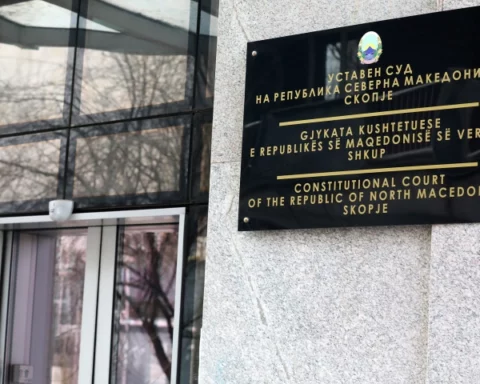 УСТАВЕН СУД
НА РЕПУБЛИКА СЕВЕРНА МАКЕДОНИ
СКОПЈЕ
GJYKATA KUSHTETUESE
E REPUBLIKËS SË MAQEDONISË SË VER
SHKUP
CONSTITUTIONAL COURT
OF THE REPUBLIC OF NORTH MACEDO
SKOPJE